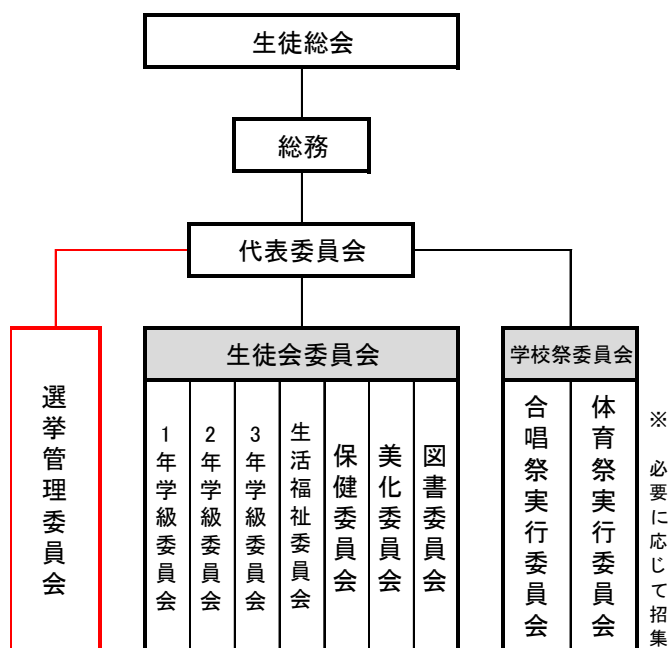 生徒総会
総務
代表委員会
選挙管理委員会
生徒会委員会
1年学級委員会
2年学級委員会
3年学級委員会
生活福祉委員会
保健委員会
美化委員会
図書委員会
学校祭委員会
合唱祭実行委員会
体育祭実行委員会
※ 必要に応じて招集